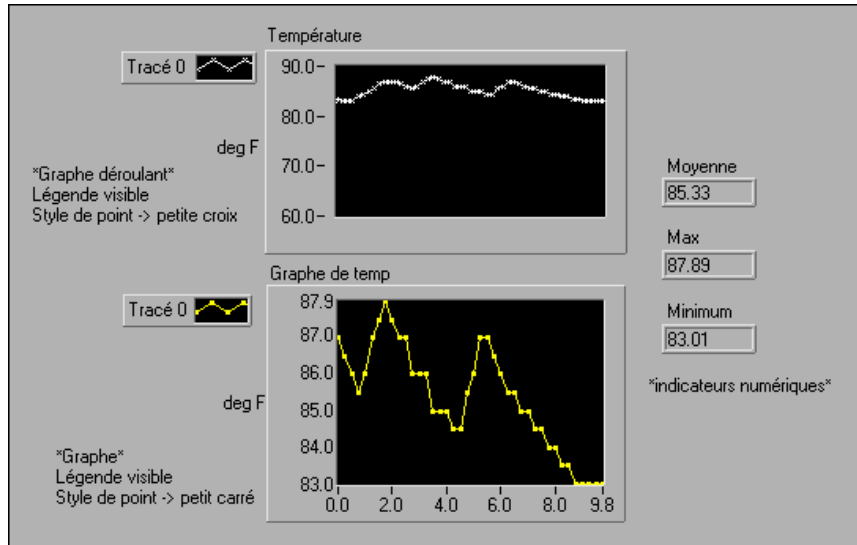 Température
Tracé 0
90.0
80.0
70.0
60.0
deg F
*Graphe déroulant*
Légende visible
Style de point -> petite croix
Moyenne
85.33
Max
87.89
Minimum
83.01
*indicateurs numériques*
Graphe de temp
Tracé 0
87.9
87.0
86.0
85.0
84.0
83.0
deg F
0.0 2.0 4.0 6.0 8.0 9.8
*Graphe*
Légende visible
Style de point -> petit carré